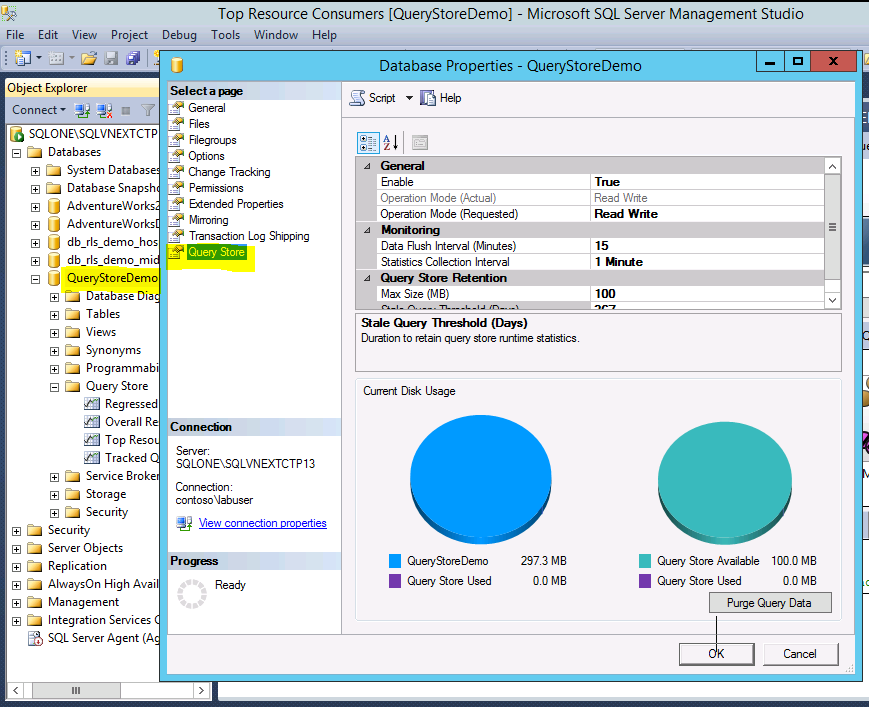 Top Resource Consumers [QueryStoreDemo] - Microsoft SQL Server Management Studio
File Edit View Project Debug Tools Window Help
Object Explorer
Connect
SQLONE\SQLVNEXTCTP
Databases
System Databases
Database Snapsho
AdventureWorks2
AdventureWorksD
db_rls_demo_hos
db_rls_demo_mid
QueryStoreDemo
Database Diag
Tables
Views
Synonyms
Programmabi
Query Store
Regressed
Overall Re
Top Resou
Tracked Q
Service Broker
Storage
Security
Security
Server Objects
Replication
AlwaysOn High Avail
Management
Integration Services C
SQL Server Agent (Ag
Database Properties - QueryStoreDemo
Select a page
General
Files
Filegroups
Options
Change Tracking
Permissions
Extended Properties
Mirroring
Transaction Log Shipping
Query Store
Connection
Server:
SQLONE\SQLVNEXTCTP13
Connection:
contoso\labuser
View connection properties
Progress
Ready
Script Help
General
Enable True
Operation Mode (Actual) Read Write
Operation Mode (Requested) Read Write
Monitoring
Data Flush Interval (Minutes) 15
Statistics Collection Interval 1 Minute
Query Store Retention
Max Size (MB) 100
Stale Query Threshold (Days) 367
Stale Query Threshold (Days)
Duration to retain query store runtime statistics.
Current Disk Usage
QueryStoreDemo 297.3 MB
Query Store Used 0.0 MB
Query Store Available 100.0 MB
Query Store Used 0.0 MB
Purge Query Data
OK Cancel